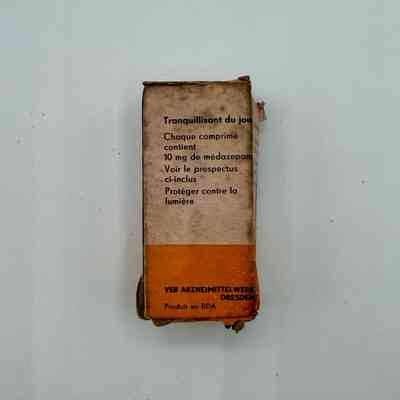 Tranquillisant du jou
Chaque comprimé
contient
10 mg de médazepam
Voir le prospectus
ci-inclus
Protéger contre la
lumière
VEB ARZNEIMITTELWERK
DRESDEN
Produit en RDA